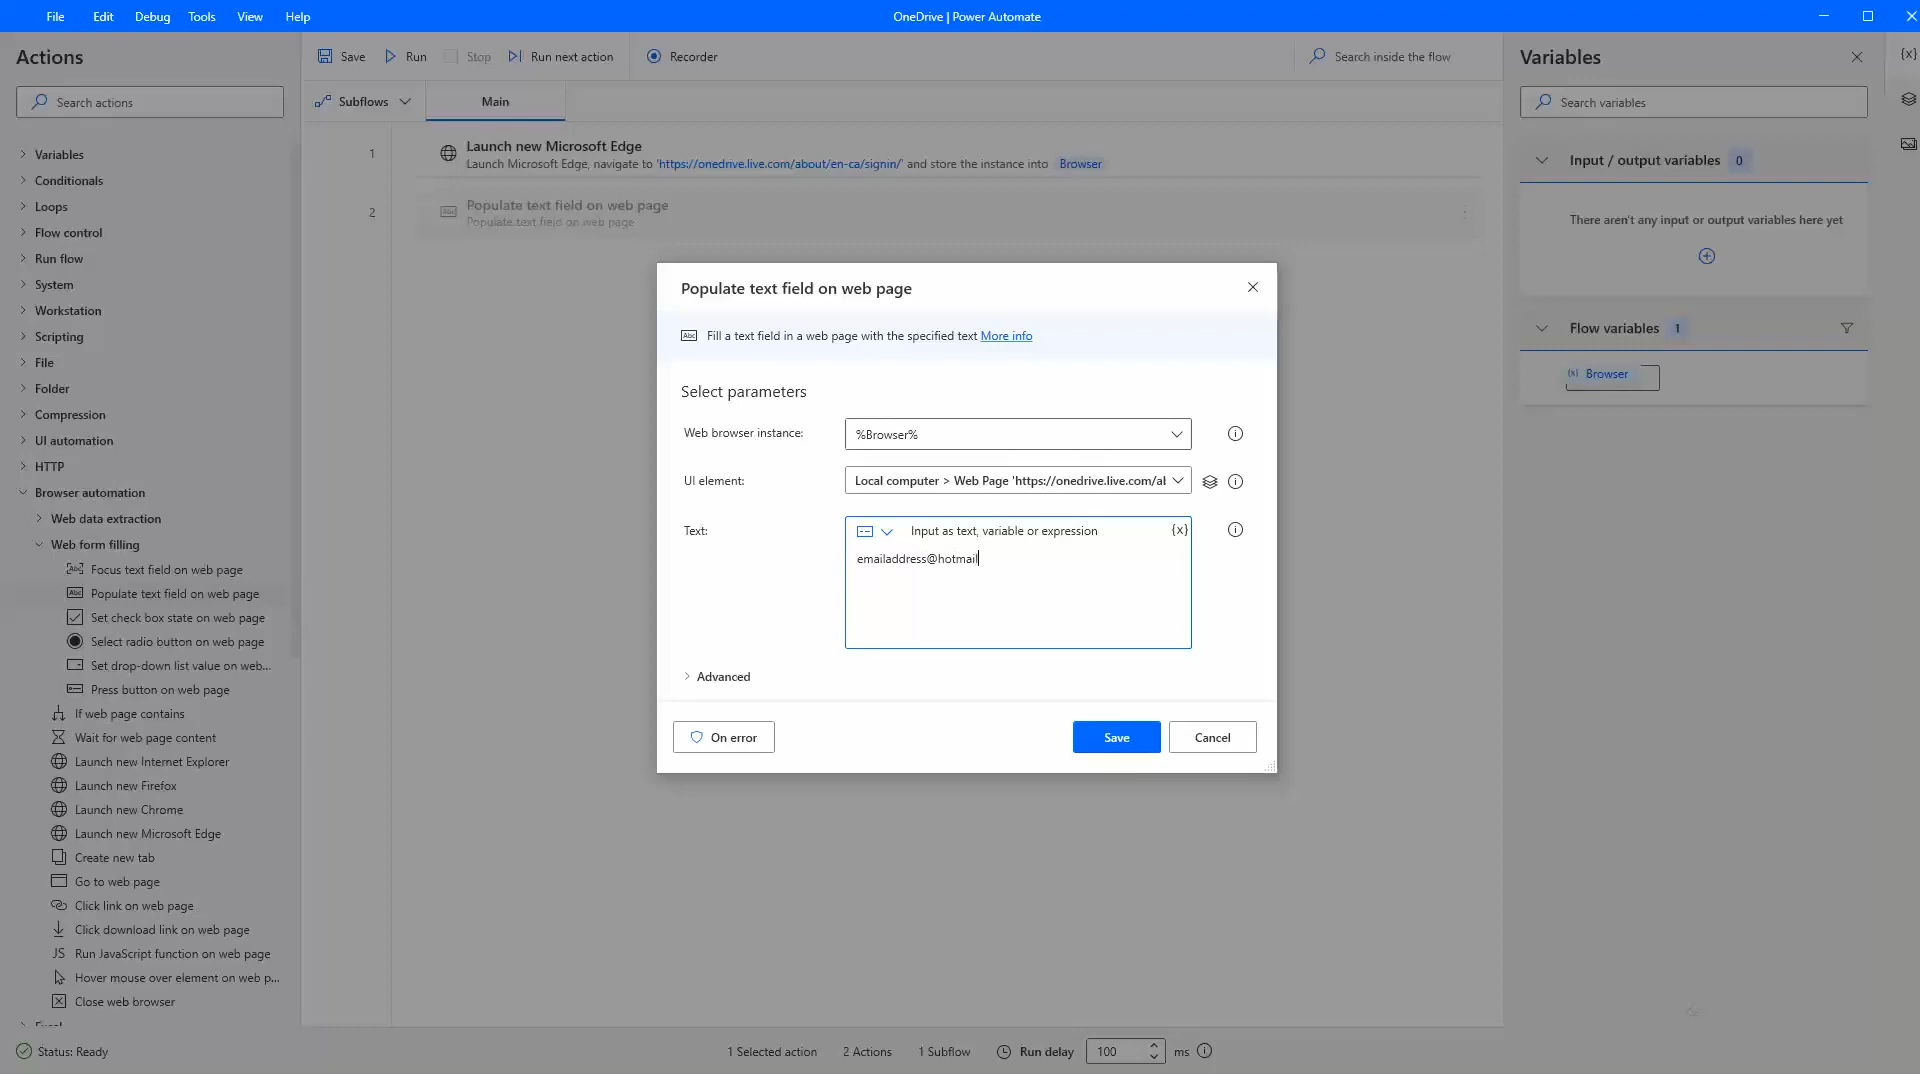 File Edit Debug Tools View Help
OneDrive | Power Automate
Actions
Search actions
Variables
Conditionals
Loops
Flow control
Run flow
System
Workstation
Scripting
File
Folder
Compression
UI automation
HTTP
Browser automation
Web data extraction
Web form filling
Focus text field on web page
Populate text field on web page
Set check box state on web page
Select radio button on web page
Set drop-down list value on web...
Press button on web page
If web page contains
Wait for web page content
Launch new Internet Explorer
Launch new Firefox
Launch new Chrome
Launch new Microsoft Edge
Create new tab
Go to web page
Click link on web page
Click download link on web page
JS Run JavaScript function on web page
Hover mouse over element on web p...
Close web browser
Excel
Save Run Stop Run next action Recorder
Search inside the flow
Subflows Main
1
Launch new Microsoft Edge
Launch Microsoft Edge, navigate to 'https://onedrive.live.com/about/en-ca/signin/' and store the instance into Browser
2
Abc Populate text field on web page
Populate text field on web page
Populate text field on web page
Abc Fill a text field in a web page with the specified text More info
Select parameters
Web browser instance: %Browser%
UI element: Local computer > Web Page 'https://onedrive.live.com/al
Text: Input as text, variable or expression {x}
emailaddress@hotmail
Advanced
On error Save Cancel
Variables
{x}
Search variables
Input / output variables 0
There aren't any input or output variables here yet
Flow variables 1
(x) Browser
Status: Ready
1 Selected action 2 Actions 1 Subflow Run delay 100 ms